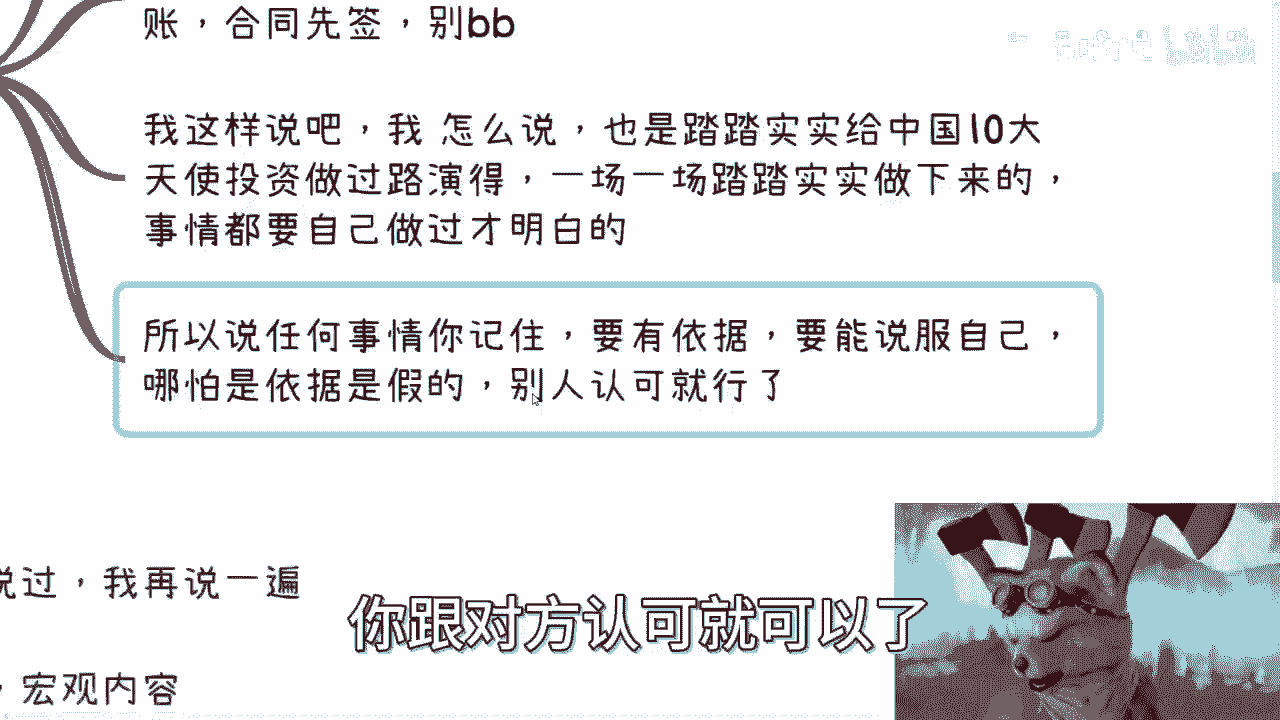 账，合同先签，别bb
我这样说吧，我 怎么说，也是踏踏实实给中国10大
天使投资做过路演得，一场一场踏踏实实做下来的，
事情都要自己做过才明白的
所以说任何事情你记住，要有依据，要能说服自己，
哪怕是依据是假的，别人认可就行了
说过，我再说一遍
你跟对方认可就可以了
，宏观内容